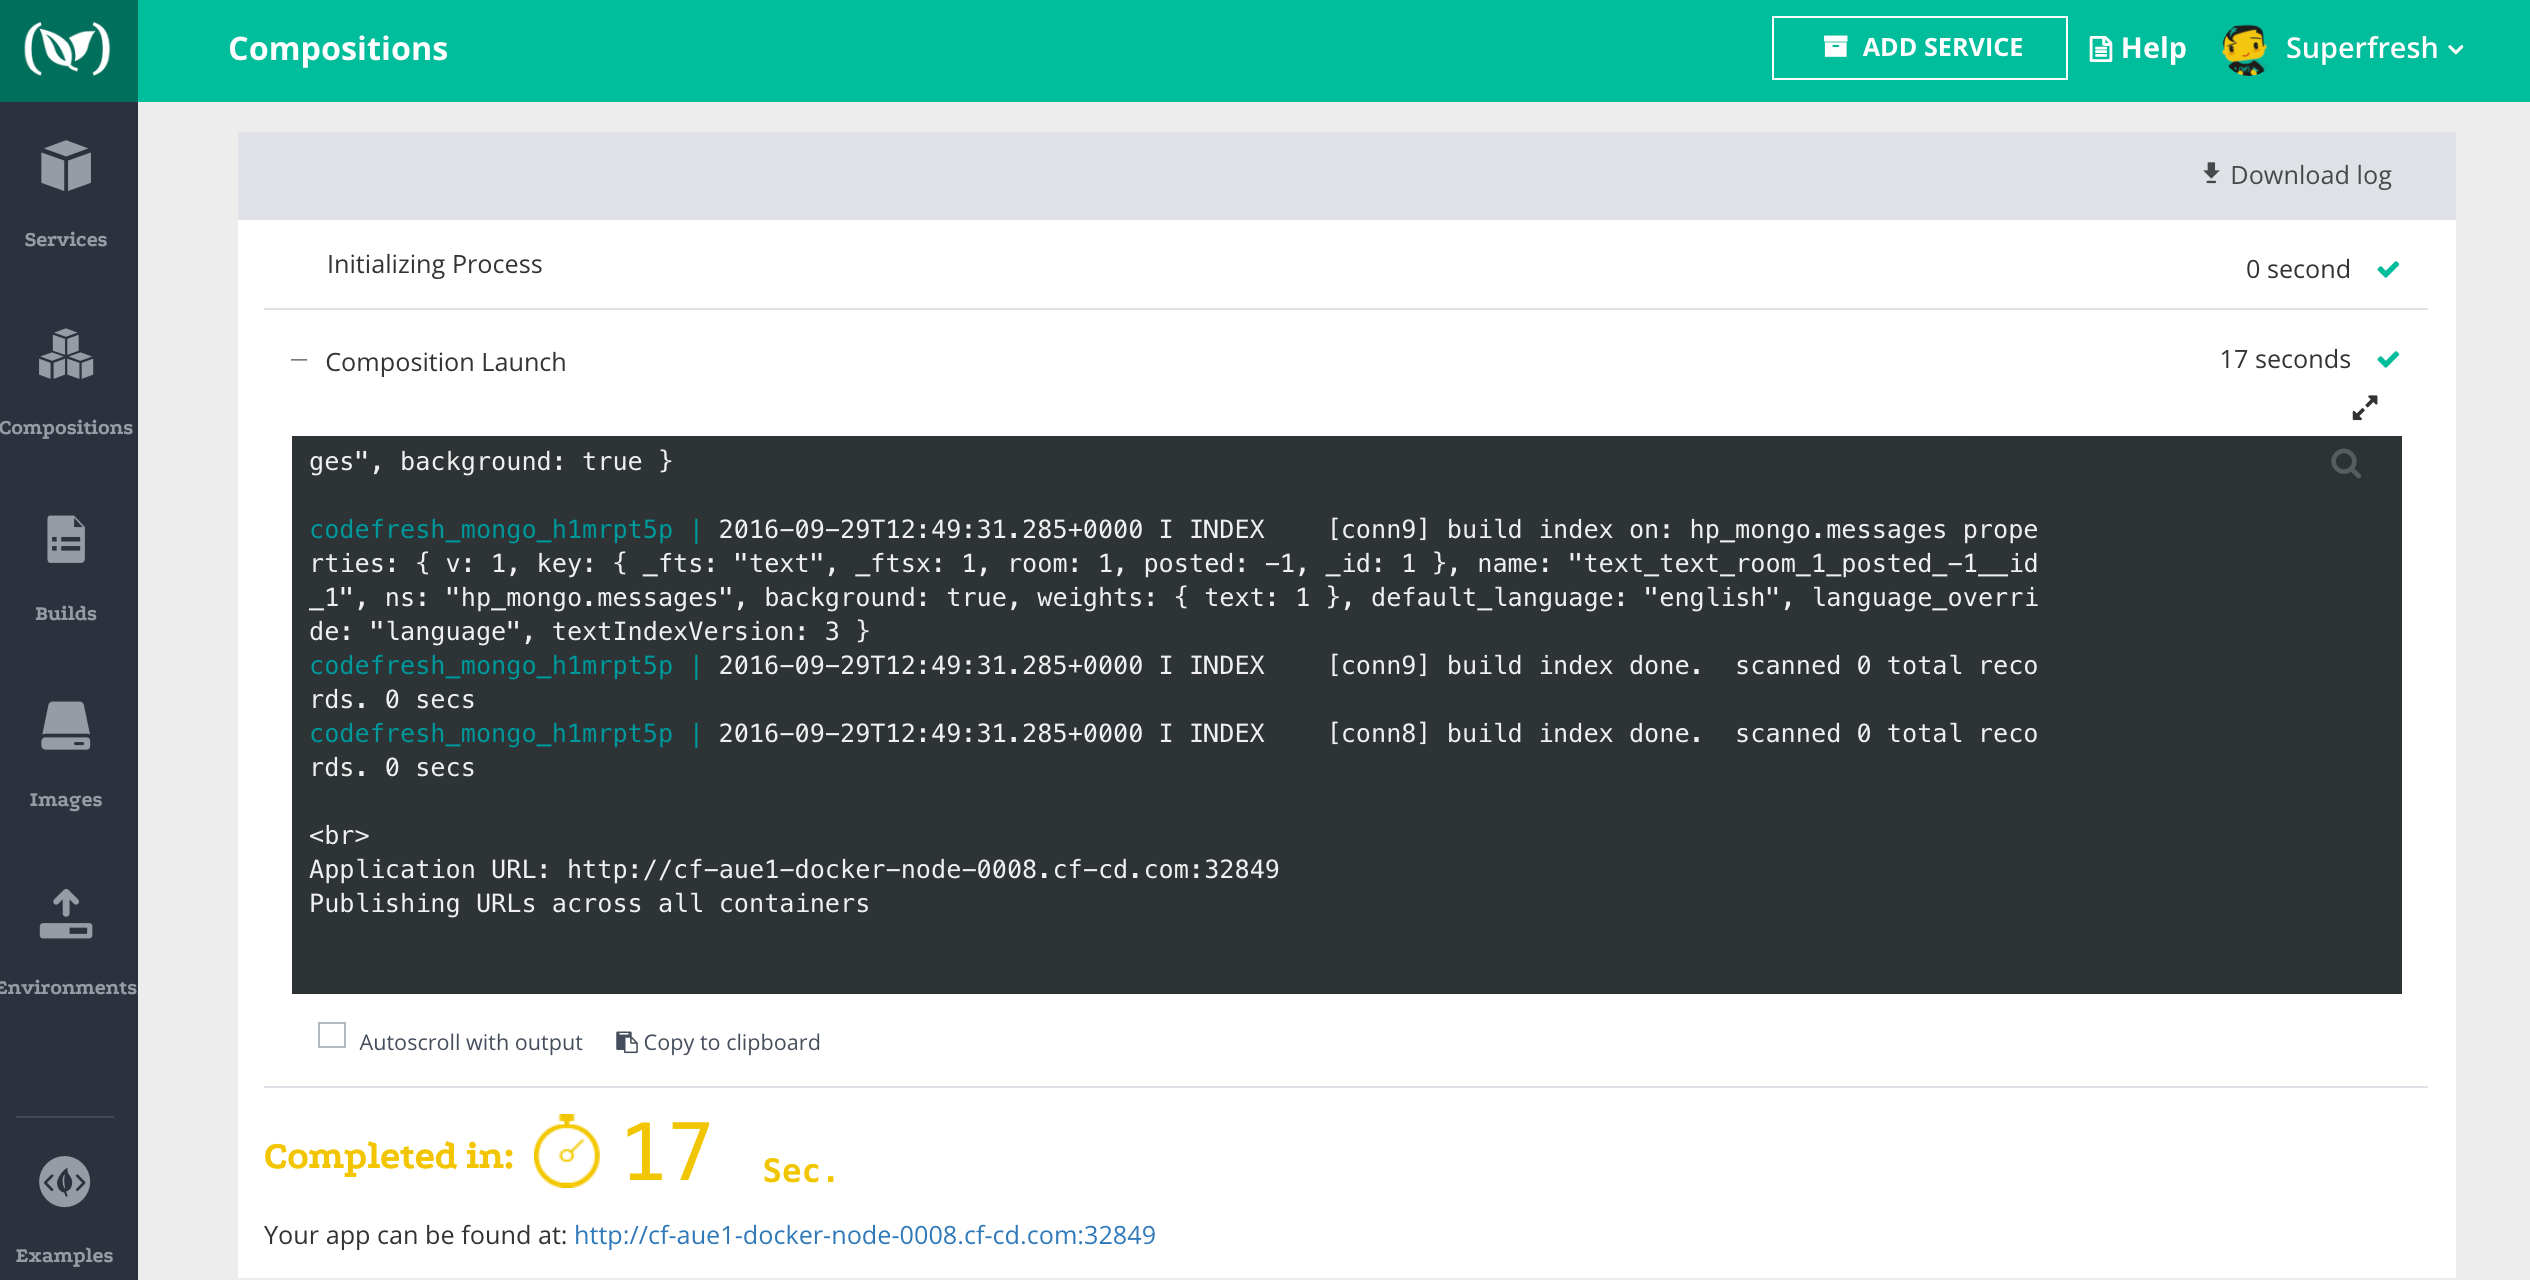 Compositions
ADD SERVICE
Help
Superfresh
Services
Compositions
Builds
Images
Environments
Examples
Download log
Initializing Process
0 second
Composition Launch
17 seconds
ges", background: true }
codefresh_mongo_h1mrpt5p | 2016-09-29T12:49:31.285+0000 I INDEX    [conn9] build index on: hp_mongo.messages prope
rties: { v: 1, key: { _fts: "text", _ftsx: 1, room: 1, posted: -1, _id: 1 }, name: "text_text_room_1_posted_-1__id
_1", ns: "hp_mongo.messages", background: true, weights: { text: 1 }, default_language: "english", language_overri
de: "language", textIndexVersion: 3 }
codefresh_mongo_h1mrpt5p | 2016-09-29T12:49:31.285+0000 I INDEX    [conn9] build index done.  scanned 0 total reco
rds. 0 secs
codefresh_mongo_h1mrpt5p | 2016-09-29T12:49:31.285+0000 I INDEX    [conn8] build index done.  scanned 0 total reco
rds. 0 secs
<br>
Application URL: http://cf-aue1-docker-node-0008.cf-cd.com:32849
Publishing URLs across all containers
Autoscroll with output
Copy to clipboard
Completed in: 17 Sec.
Your app can be found at: http://cf-aue1-docker-node-0008.cf-cd.com:32849